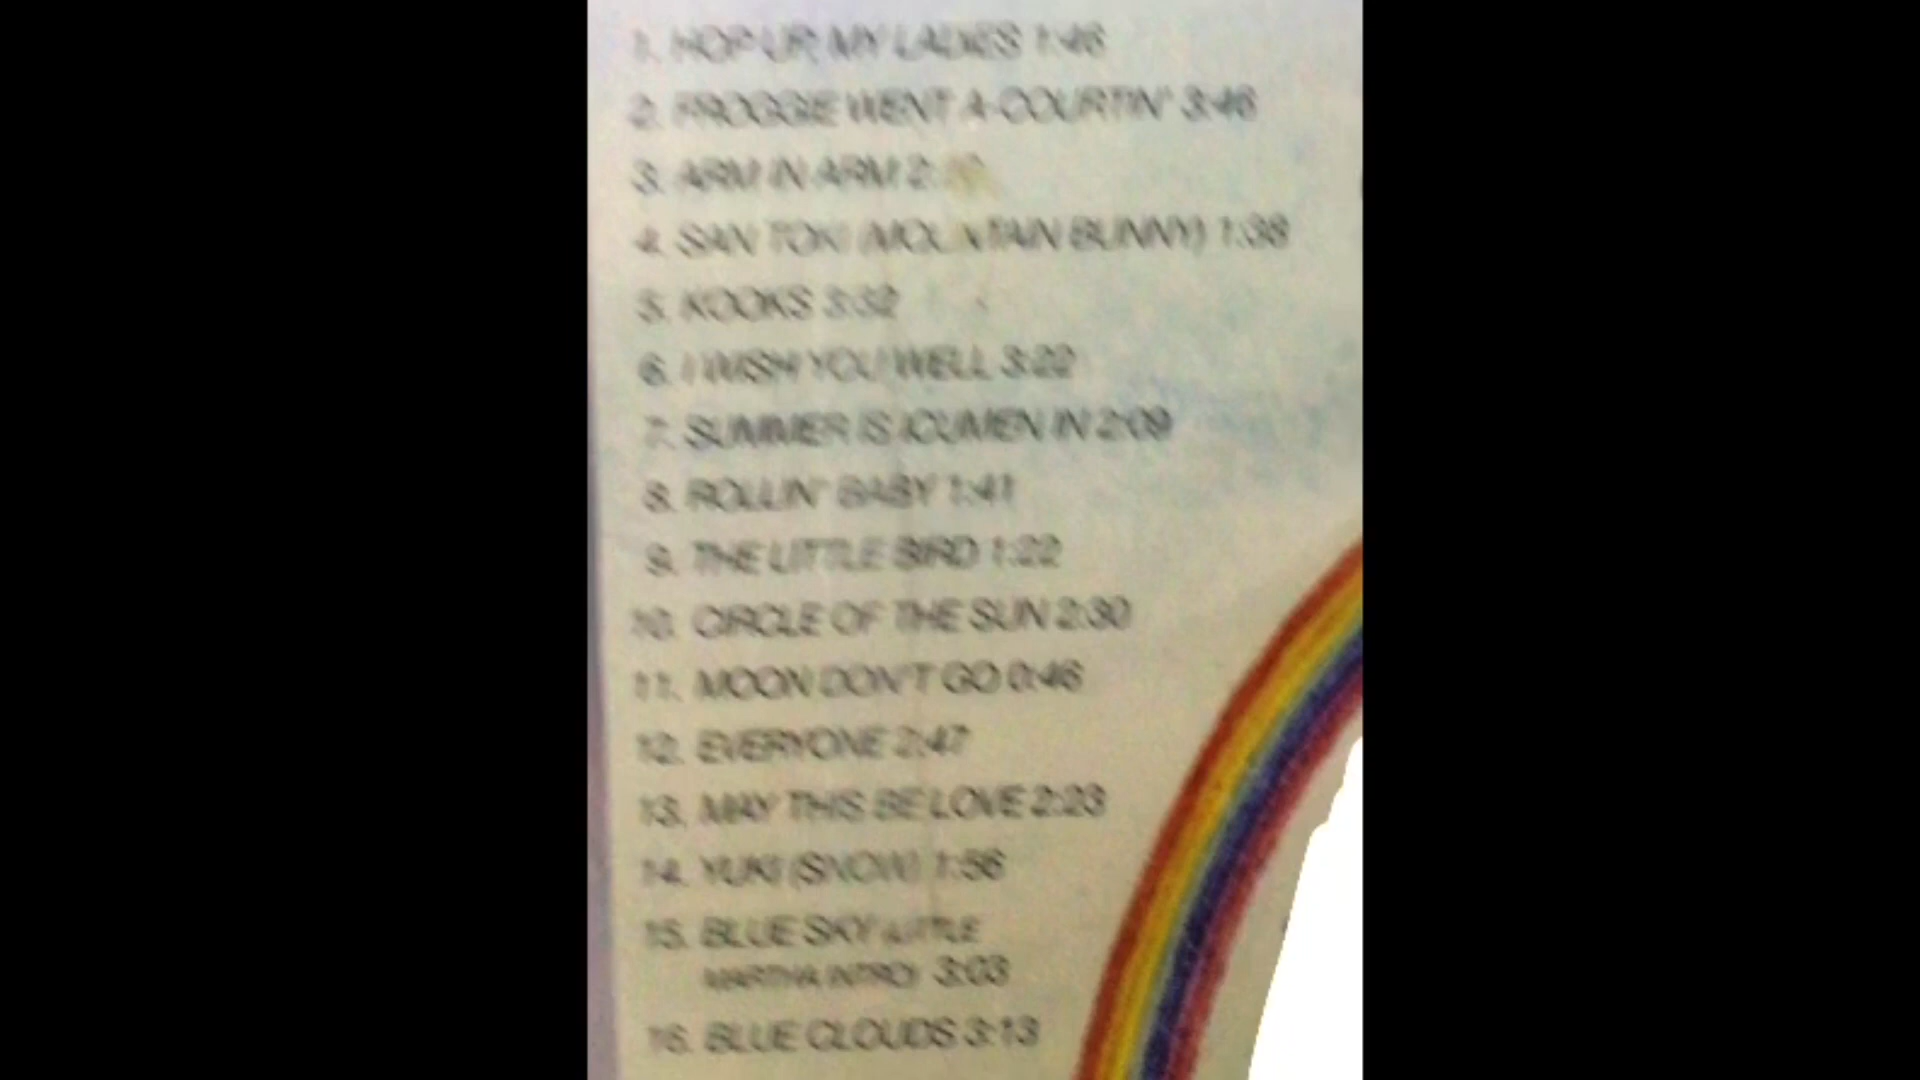 1. HOP UP, MY LADIES 1:46
2. FROGGIE WENT A-COURTIN' 3:46
3. ARM IN ARM 2:
4. SAN TOKI (MOUNTAIN BUNNY) 1:38
5. KOOKS 3:32
6. I WISH YOU WELL 3:22
7. SUMMER IS ICUMEN IN 2:09
8. ROLLIN' BABY 1:41
9. THE LITTLE BIRD 1:22
10. CIRCLE OF THE SUN 2:30
11. MOON DON'T GO 0:46
12. EVERYONE 2:47
13. MAY THIS BE LOVE 2:23
14. YUKI (SNOW) 1:56
15. BLUE SKY (LITTLE
MARTHA INTRO) 3:03
16. BLUE CLOUDS 3:13